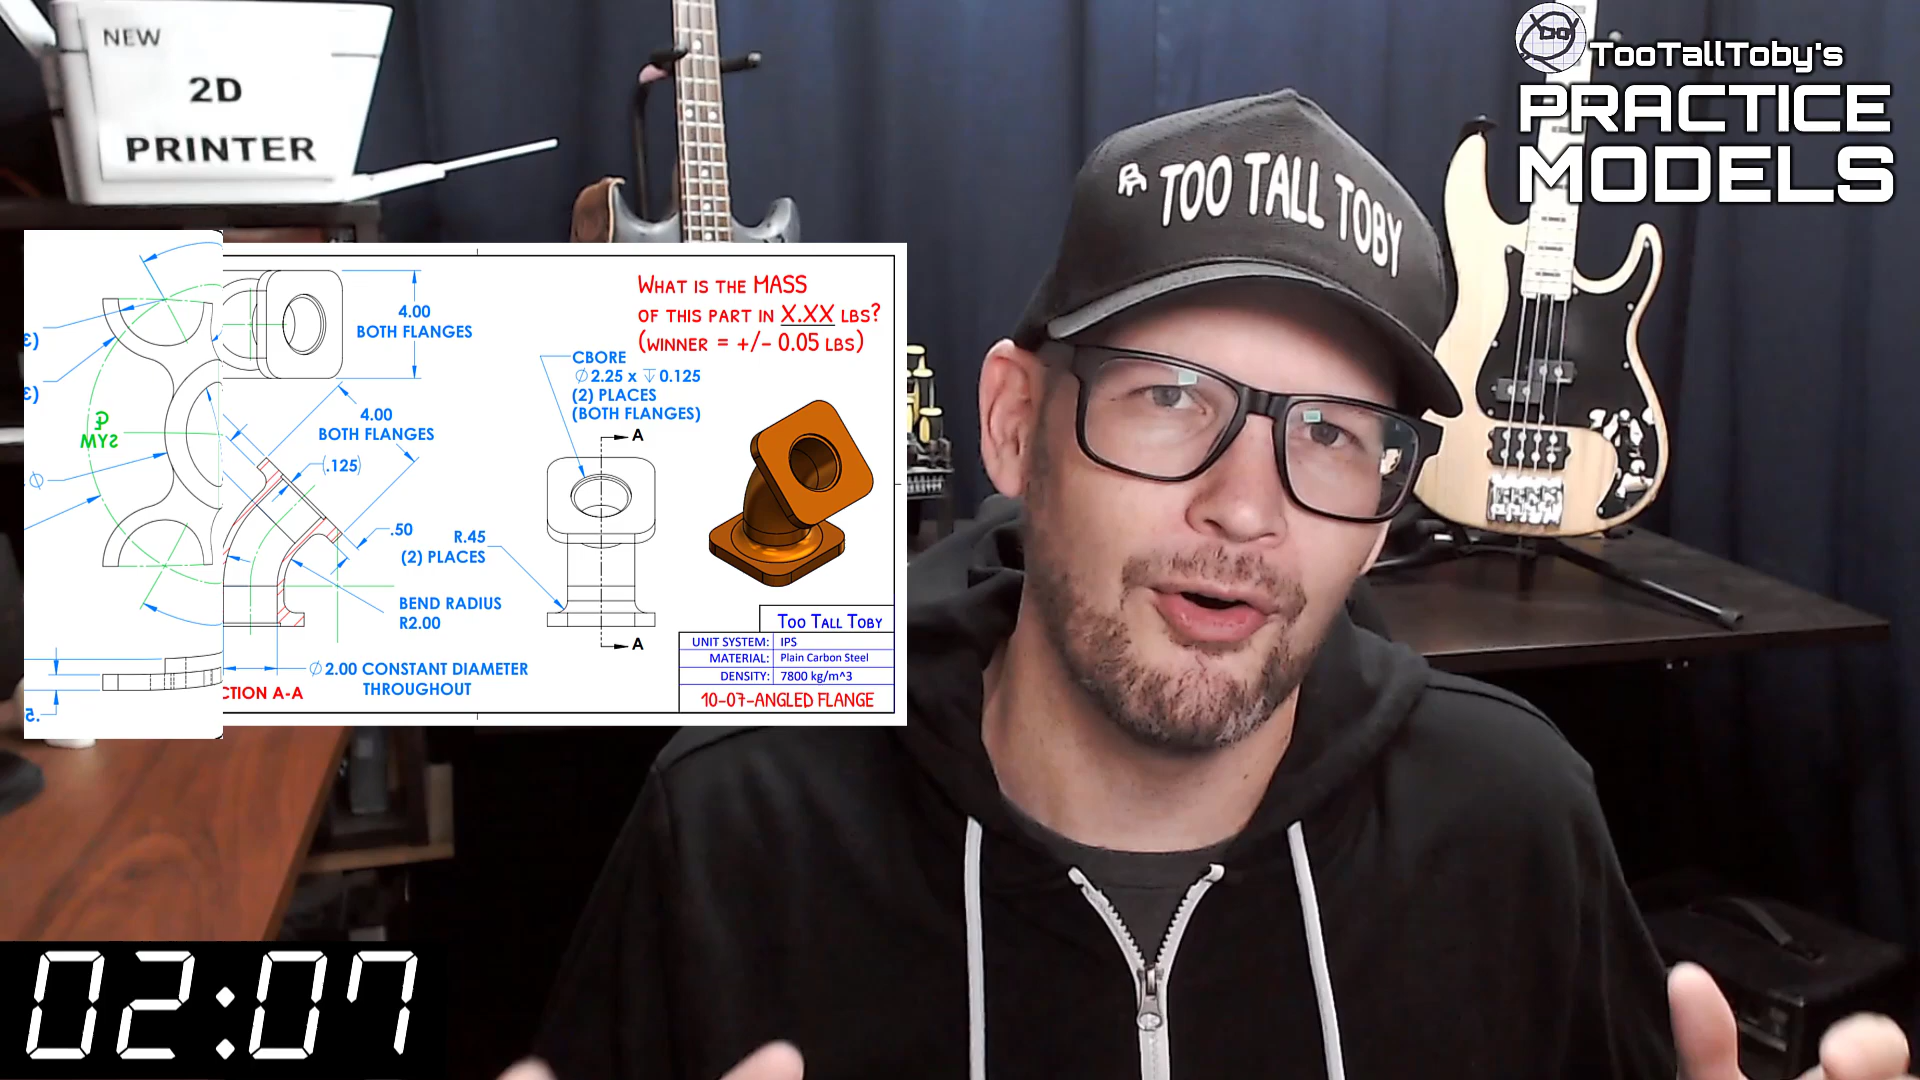 NEW
2D
PRINTER
TooTallToby's
PRACTICE
MODELS
TOO TALL TOBY
4.00
BOTH FLANGES
WHAT IS THE MASS
OF THIS PART IN X.XX LBS?
(WINNER = +/- 0.05 LBS)
CBORE
∅2.25 x ↧0.125
(2) PLACES
(BOTH FLANGES)
A
4.00
BOTH FLANGES
(.125)
℄
SYM
.50
R.45
(2) PLACES
BEND RADIUS
R2.00
A
∅2.00 CONSTANT DIAMETER
THROUGHOUT
CTION A-A
TOO TALL TOBY
UNIT SYSTEM: IPS
MATERIAL: Plain Carbon Steel
DENSITY: 7800 kg/m^3
10-07-ANGLED FLANGE
02:07